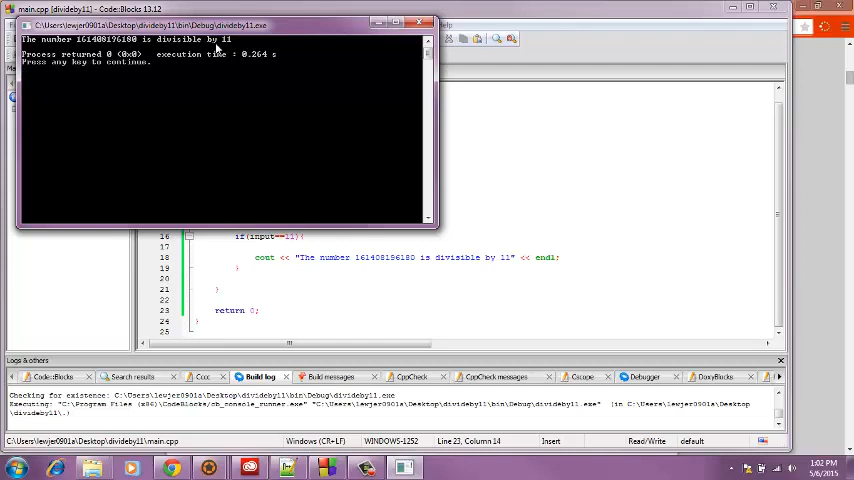 main.cpp [divideby11] - Code::Blocks 13.12
C:\Users\lewjer0901a\Desktop\divideby11\bin\Debug\divideby11.exe
The number 161408196180 is divisible by 11
Process returned 0 (0x0)   execution time : 0.264 s
Press any key to continue.
16 if(input==11){
17
18 cout << "The number 161408196180 is divisible by 11" << endl;
19 }
20
21 }
22
23 return 0;
24 }
25
Logs & others
Code::Blocks Search results Cccc Build log Build messages CppCheck CppCheck messages Cscope Debugger DoxyBlocks
Checking for existence: C:\Users\lewjer0901a\Desktop\divideby11\bin\Debug\divideby11.exe
Executing: "C:\Program Files (x86)\CodeBlocks/cb_console_runner.exe" "C:\Users\lewjer0901a\Desktop\divideby11\bin\Debug\divideby11.exe"  (in C:\Users\lewjer0901a\Desktop
\divideby11\.)
C:\Users\lewjer0901a\Desktop\divideby11\main.cpp Windows (CR+LF) WINDOWS-1252 Line 23, Column 14 Insert Read/Write default
1:02 PM
5/6/2015